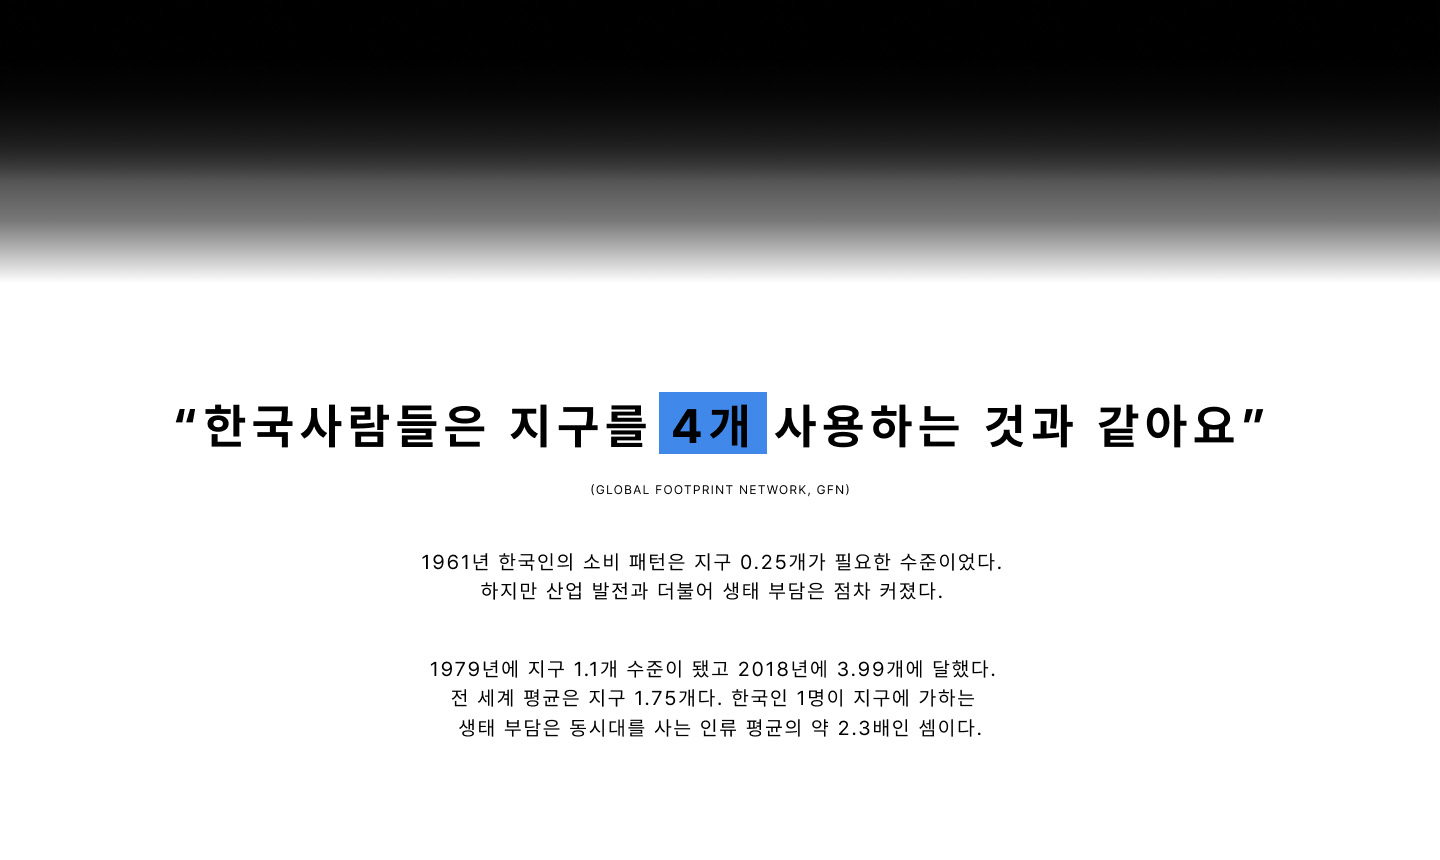 “한국사람들은 지구를 4개 사용하는 것과 같아요”
(GLOBAL FOOTPRINT NETWORK, GFN)
1961년 한국인의 소비 패턴은 지구 0.25개가 필요한 수준이었다.
하지만 산업 발전과 더불어 생태 부담은 점차 커졌다.
1979년에 지구 1.1개 수준이 됐고 2018년에 3.99개에 달했다.
전 세계 평균은 지구 1.75개다. 한국인 1명이 지구에 가하는
생태 부담은 동시대를 사는 인류 평균의 약 2.3배인 셈이다.